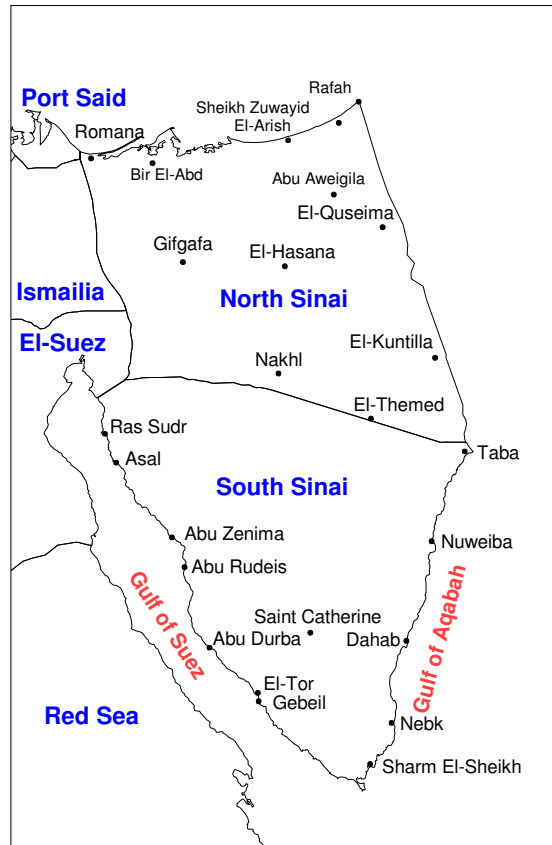 Rafah
Port Said
Sheikh Zuwayid
El-Arish
Romana
Bir El-Abd
Abu Aweigila
El-Quseima
Gifgafa
El-Hasana
Ismailia
North Sinai
El-Suez
El-Kuntilla
Nakhl
El-Themed
Ras Sudr
Taba
Asal
South Sinai
Abu Zenima
Nuweiba
Abu Rudeis
Gulf of Suez
Gulf of Aqabah
Saint Catherine
Abu Durba
Dahab
El-Tor
Gebeil
Red Sea
Nebk
Sharm El-Sheikh